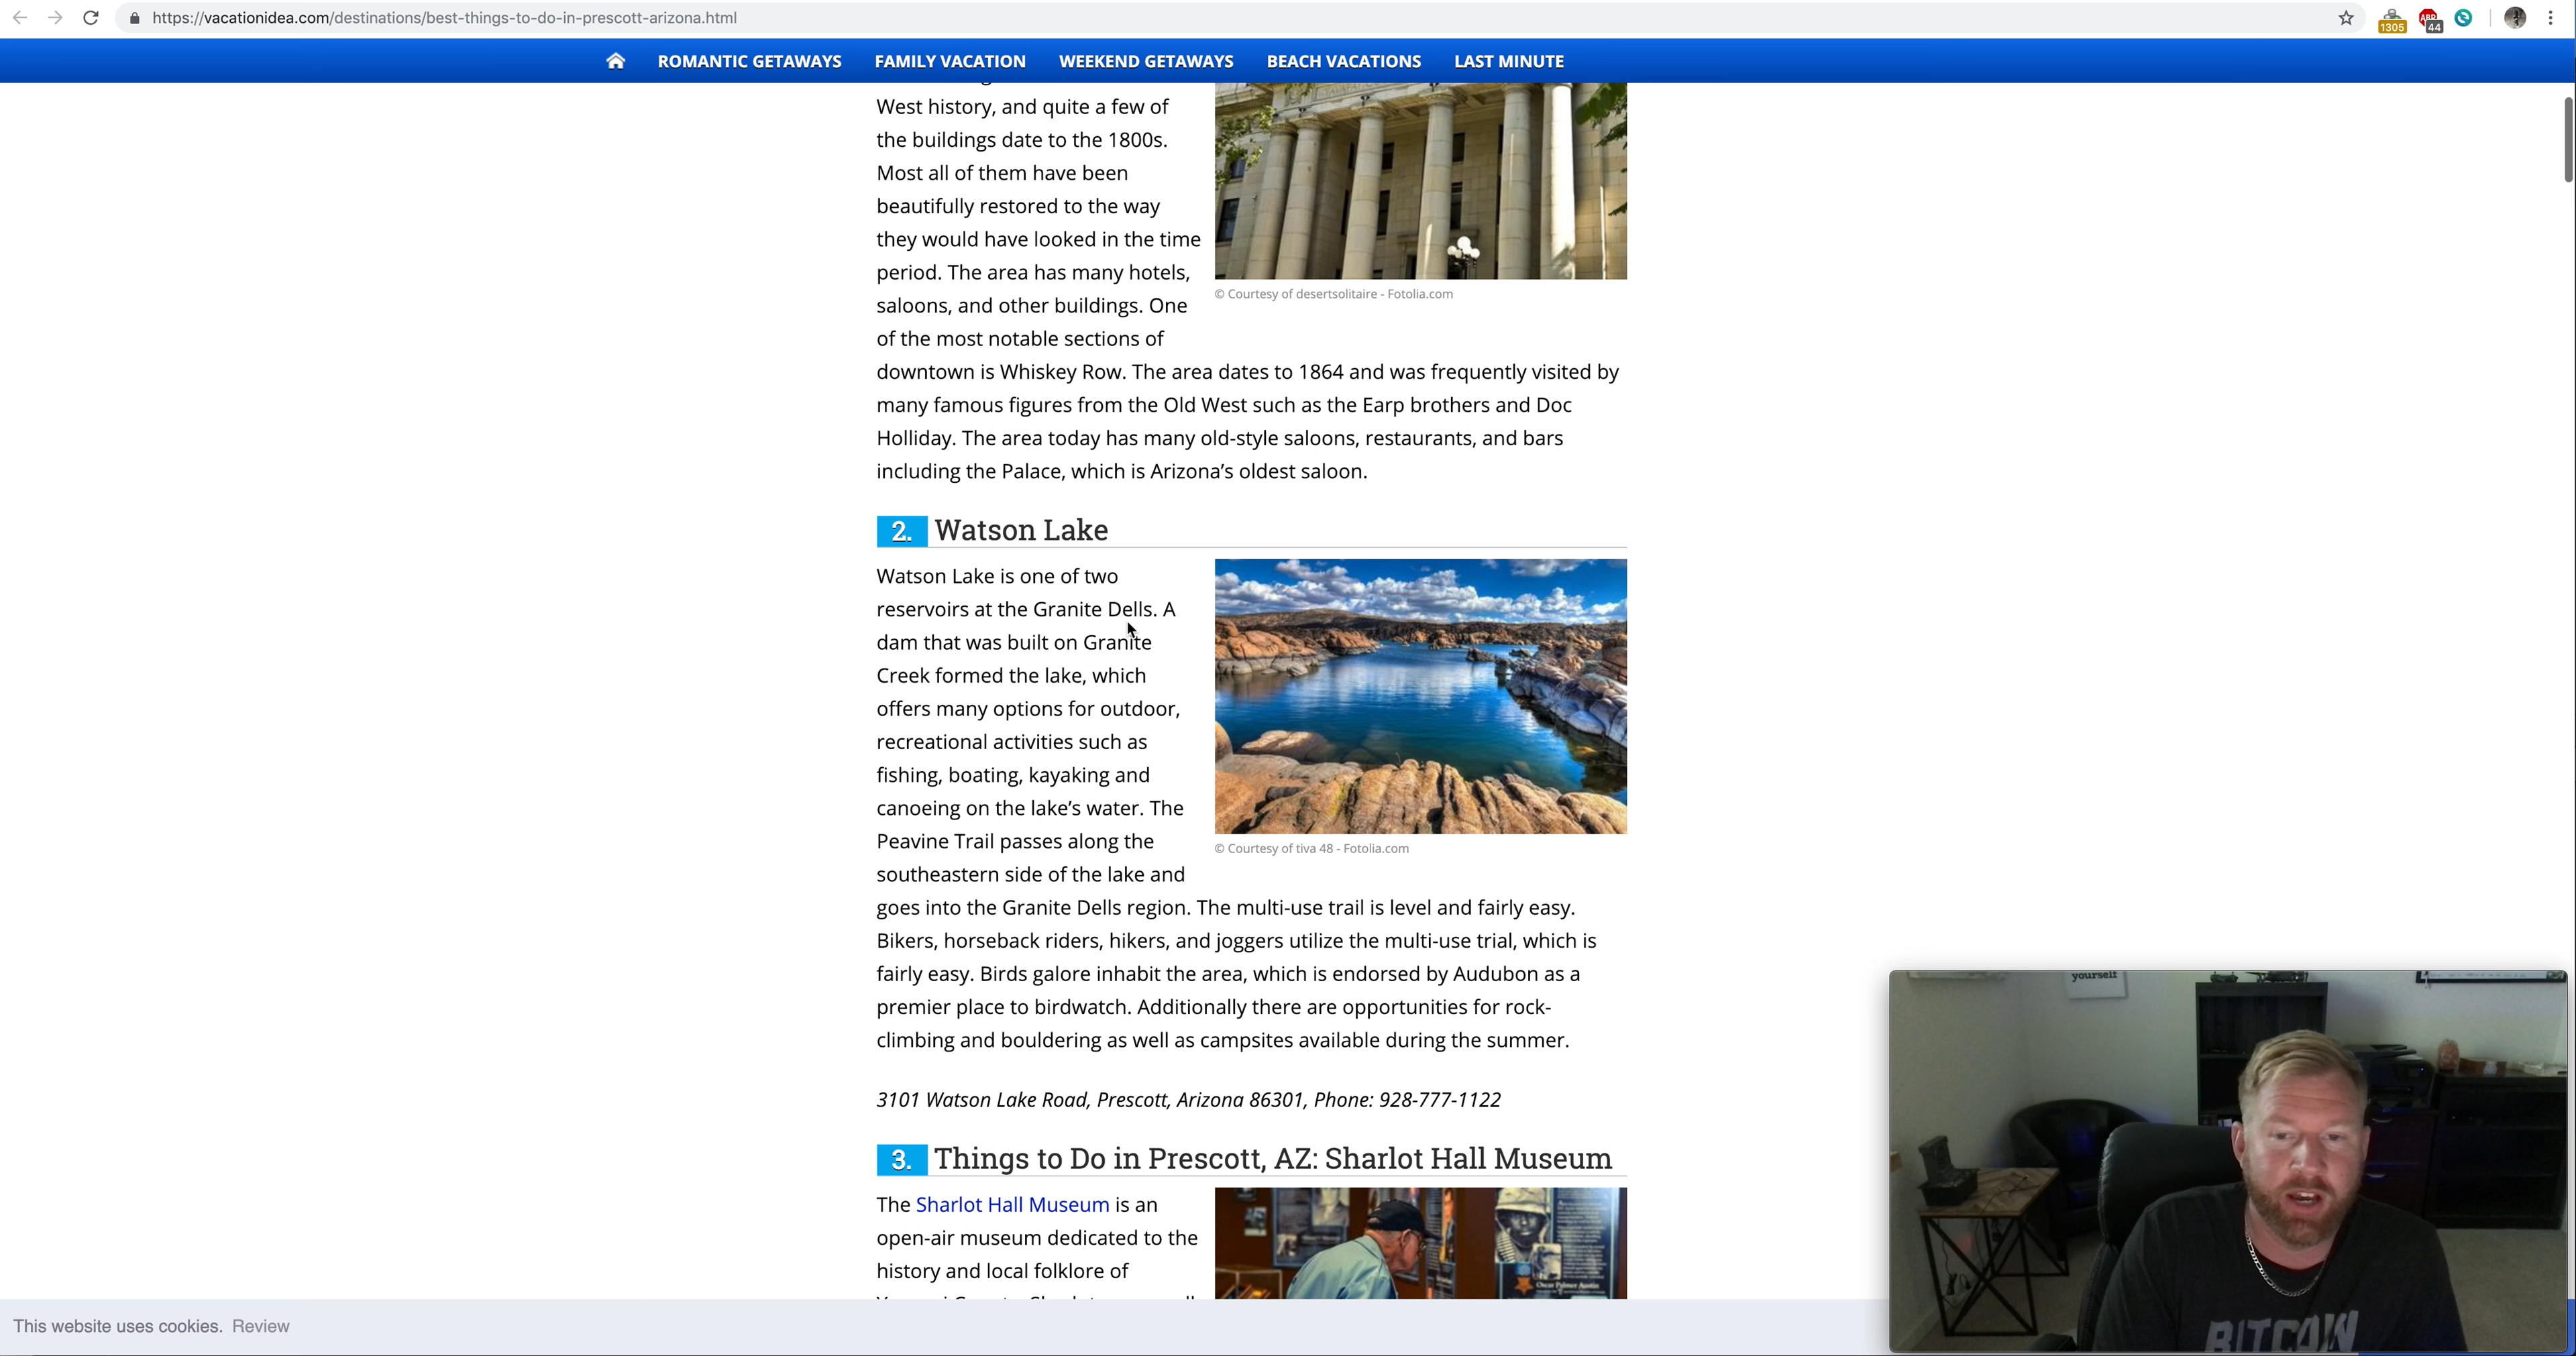 https://vacationidea.com/destinations/best-things-to-do-in-prescott-arizona.html
1305
ABP
44
ROMANTIC GETAWAYS FAMILY VACATION WEEKEND GETAWAYS BEACH VACATIONS LAST MINUTE
West history, and quite a few of
the buildings date to the 1800s.
Most all of them have been
beautifully restored to the way
they would have looked in the time
period. The area has many hotels,
saloons, and other buildings. One
of the most notable sections of
downtown is Whiskey Row. The area dates to 1864 and was frequently visited by
many famous figures from the Old West such as the Earp brothers and Doc
Holliday. The area today has many old-style saloons, restaurants, and bars
including the Palace, which is Arizona's oldest saloon.
© Courtesy of desertsolitaire - Fotolia.com
2. Watson Lake
Watson Lake is one of two
reservoirs at the Granite Dells. A
dam that was built on Granite
Creek formed the lake, which
offers many options for outdoor,
recreational activities such as
fishing, boating, kayaking and
canoeing on the lake's water. The
Peavine Trail passes along the
southeastern side of the lake and
goes into the Granite Dells region. The multi-use trail is level and fairly easy.
Bikers, horseback riders, hikers, and joggers utilize the multi-use trial, which is
fairly easy. Birds galore inhabit the area, which is endorsed by Audubon as a
premier place to birdwatch. Additionally there are opportunities for rock-
climbing and bouldering as well as campsites available during the summer.
© Courtesy of tiva 48 - Fotolia.com
3101 Watson Lake Road, Prescott, Arizona 86301, Phone: 928-777-1122
3. Things to Do in Prescott, AZ: Sharlot Hall Museum
The Sharlot Hall Museum is an
open-air museum dedicated to the
history and local folklore of
This website uses cookies. Review
yourself
BITCOIN